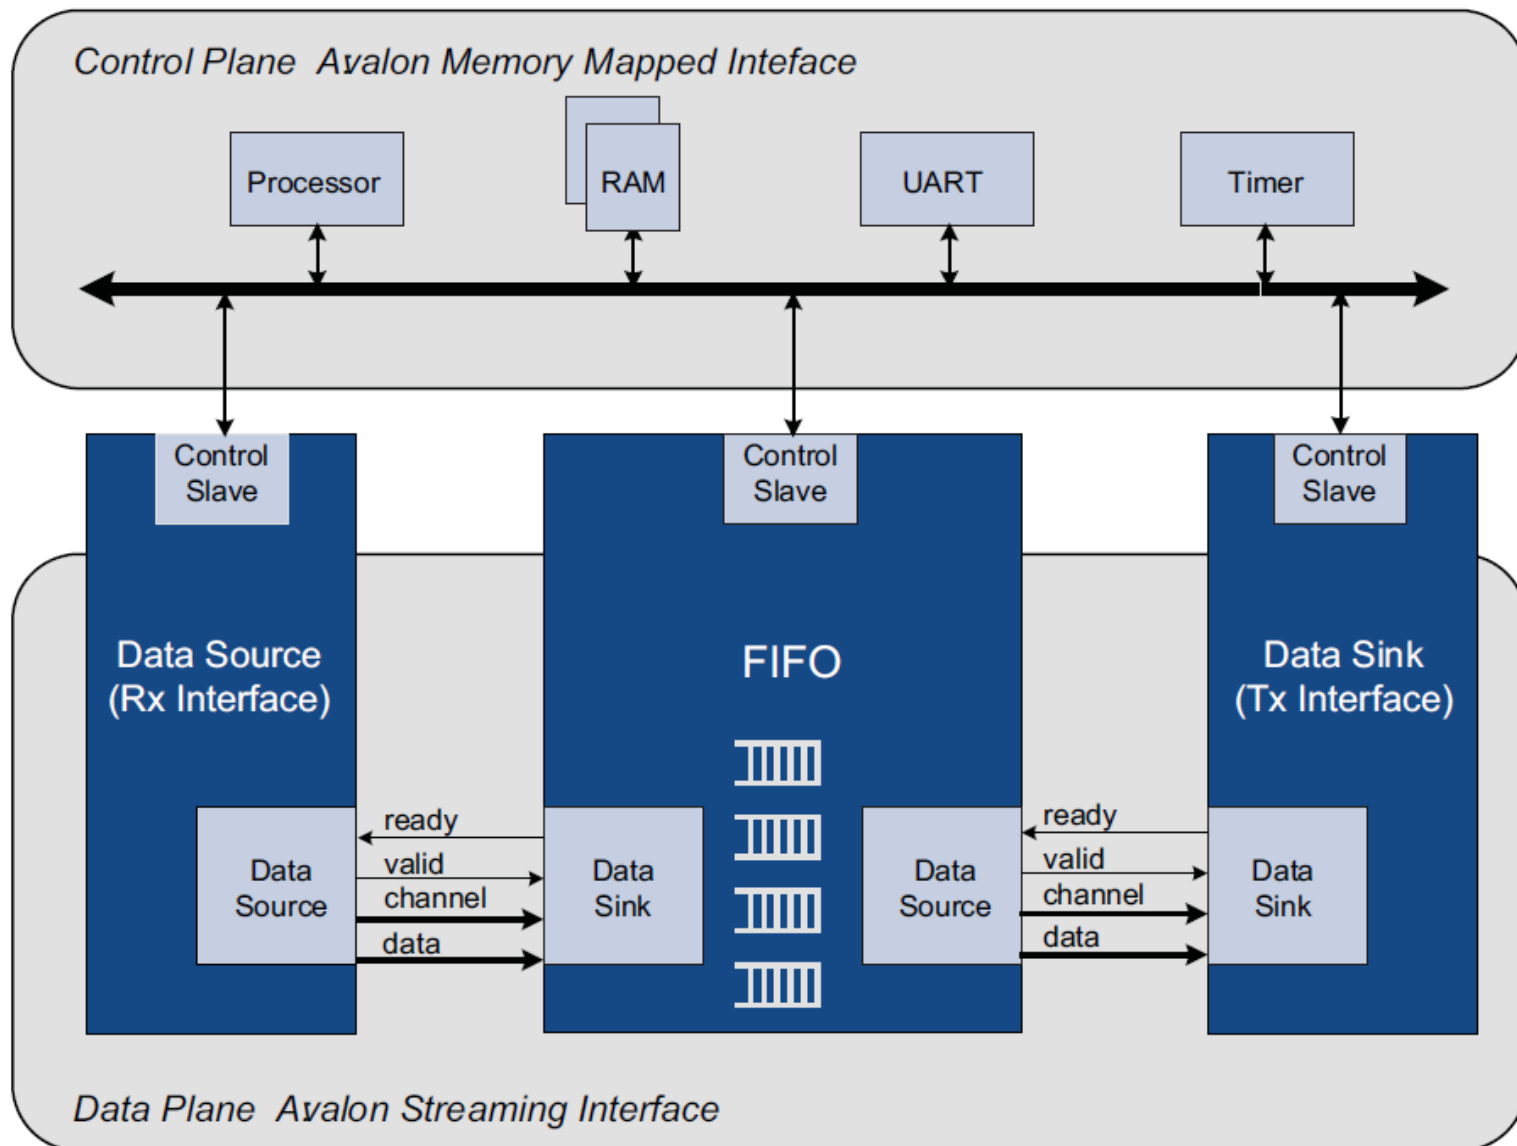 Control Plane Avalon Memory Mapped Inteface
Processor
RAM
UART
Timer
Control
Slave
Control
Slave
Control
Slave
Data Source
(Rx Interface)
FIFO
Data Sink
(Tx Interface)
Data
Source
ready
valid
channel
data
Data
Sink
Data
Source
ready
valid
channel
data
Data
Sink
Data Plane Avalon Streaming Interface